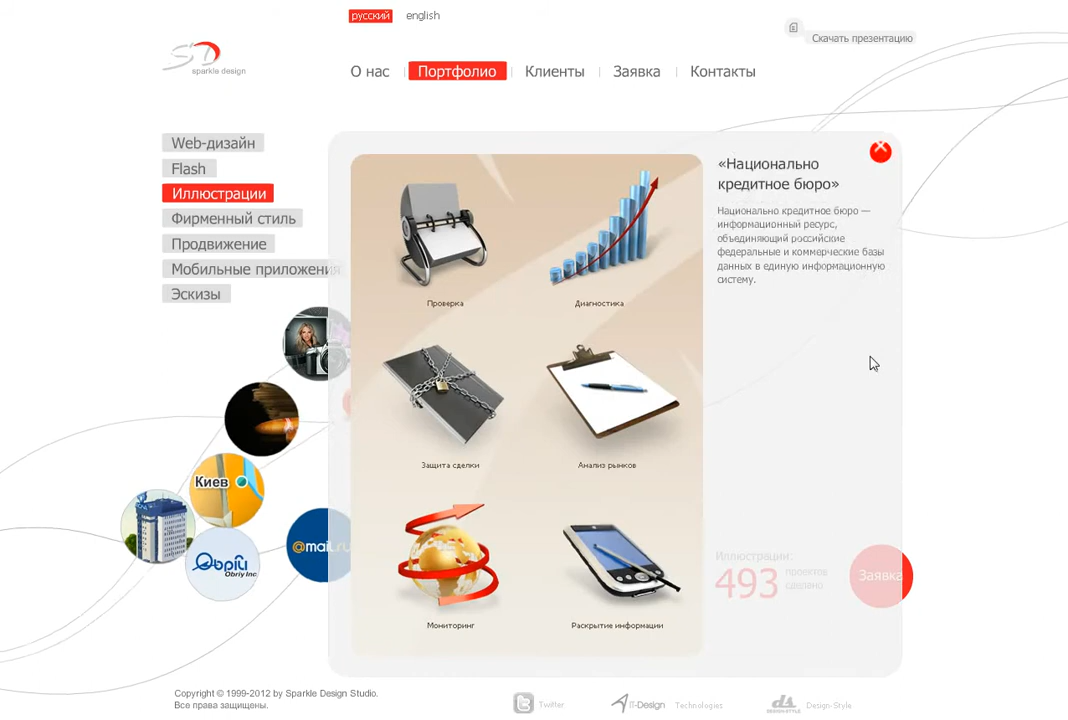 русский english
Скачать презентацию
sparkle design
О нас Портфолио Клиенты Заявка Контакты
Web-дизайн
Flash
Иллюстрации
Фирменный стиль
Продвижение
Мобильные приложения
Эскизы
«Национально
кредитное бюро»
Национально кредитное бюро —
информационный ресурс,
объединяющий российские
федеральные и коммерческие базы
данных в единую информационную
систему.
Проверка Диагностика
Защита сделки Анализ рынков
Мониторинг Раскрытие информации
Киев
Obriy Inc
@mail.ru
Иллюстрации:
493 проектов
сделано
Заявка
Copyright © 1999-2012 by Sparkle Design Studio.
Все права защищены.
Twitter
IT-Design Technologies
Design-Style